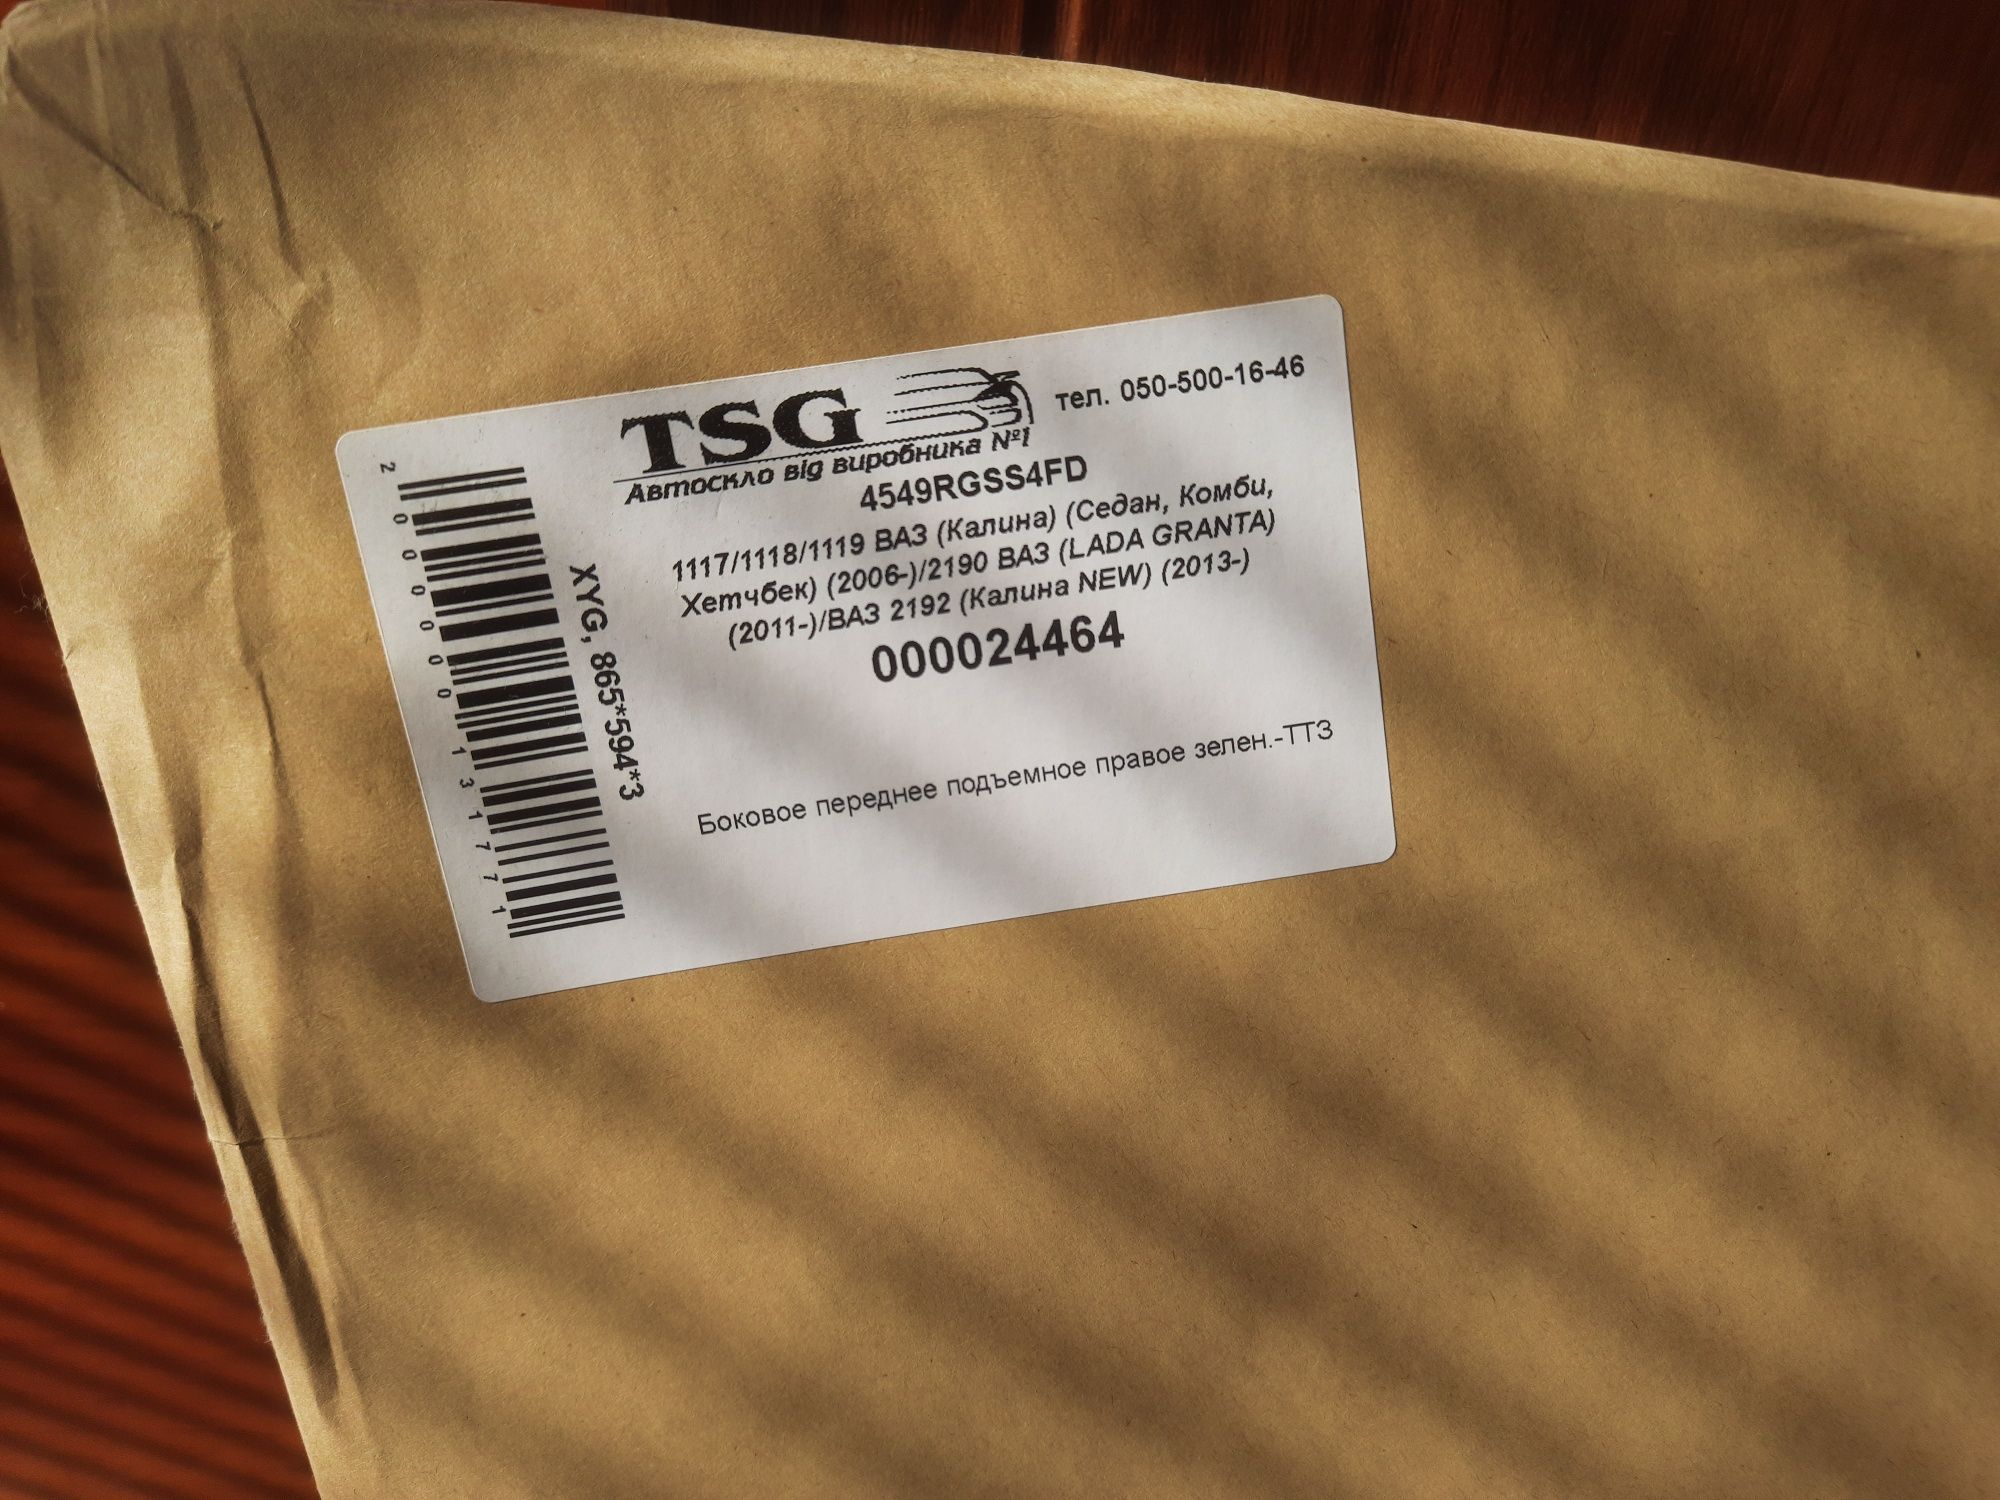 TSG
тел. 050-500-16-46
Автоскло від виробника №1
4549RGSS4FD
1117/1118/1119 ВАЗ (Калина) (Седан, Комби,
Хетчбек) (2006-)/2190 ВАЗ (LADA GRANTA)
(2011-)/ВАЗ 2192 (Калина NEW) (2013-)
000024464
Боковое переднее подъемное правое зелен.-ТТЗ
XYG, 865*594*3
2000000131771